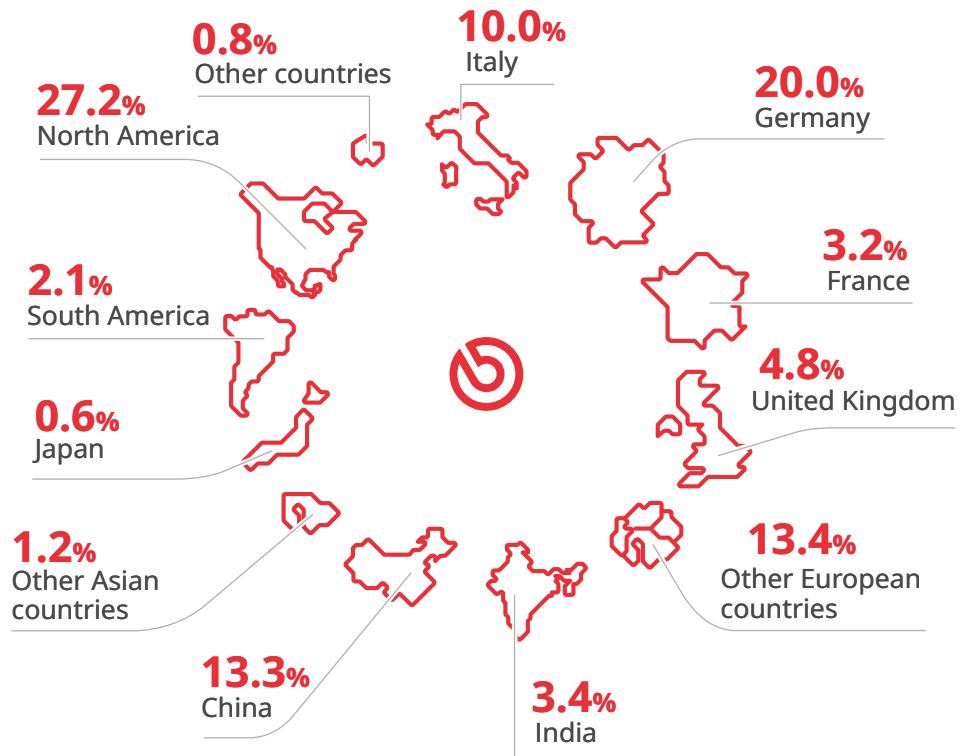 10.0%
Italy
20.0%
Germany
3.2%
France
4.8%
United Kingdom
13.4%
Other European
countries
3.4%
India
13.3%
China
1.2%
Other Asian
countries
0.6%
Japan
2.1%
South America
27.2%
North America
0.8%
Other countries